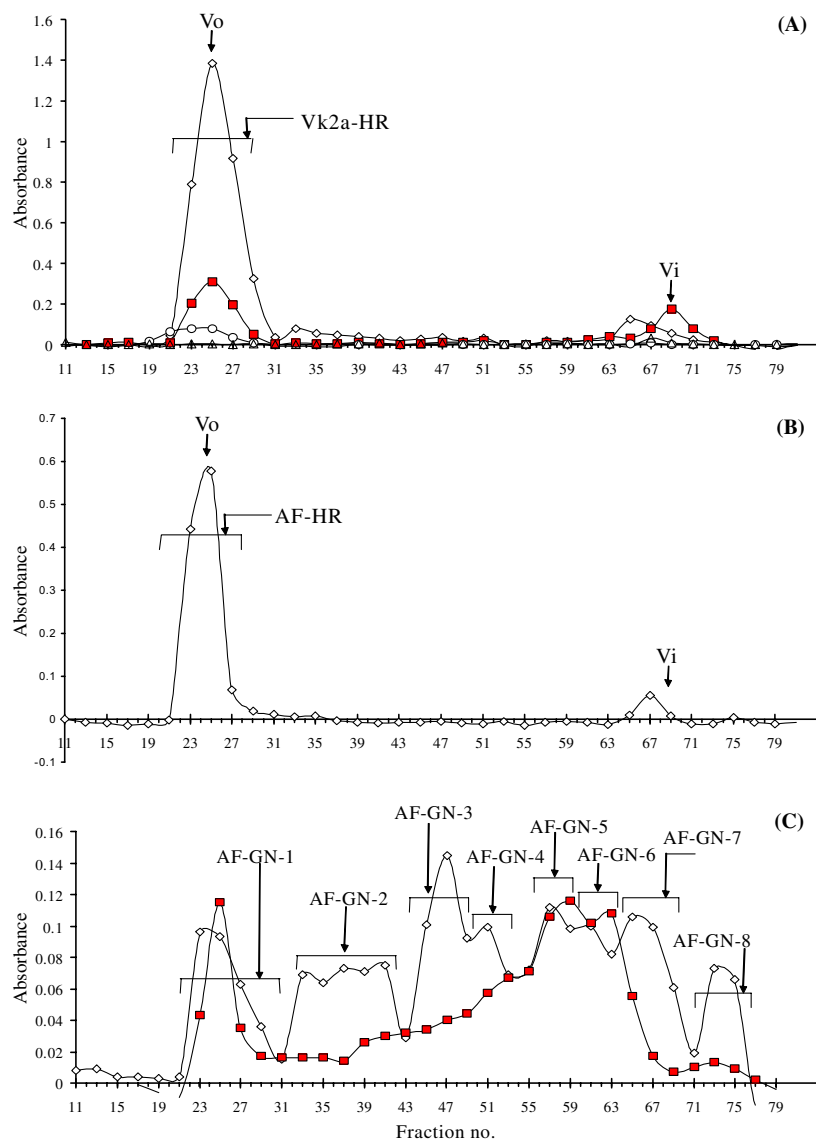 (A)
1.6
Vo
1.4
1.2
Vk2a-HR
1
0.8
0.6
0.4
Vi
0.2
0
Absorbance
11 15 19 23 27 31 35 39 43 47 51 55 59 63 67 71 75 79
(B)
0.7
Vo
0.6
AF-HR
0.5
0.4
0.3
0.2
0.1
Vi
0
-0.1
Absorbance
11 15 19 23 27 31 35 39 43 47 51 55 59 63 67 71 75 79
(C)
0.16
AF-GN-3
AF-GN-5
AF-GN-7
0.14
AF-GN-1
AF-GN-4
AF-GN-6
0.12
AF-GN-2
0.1
AF-GN-8
0.08
0.06
0.04
0.02
0
Absorbance
11 15 19 23 27 31 35 39 43 47 51 55 59 63 67 71 75 79
Fraction no.